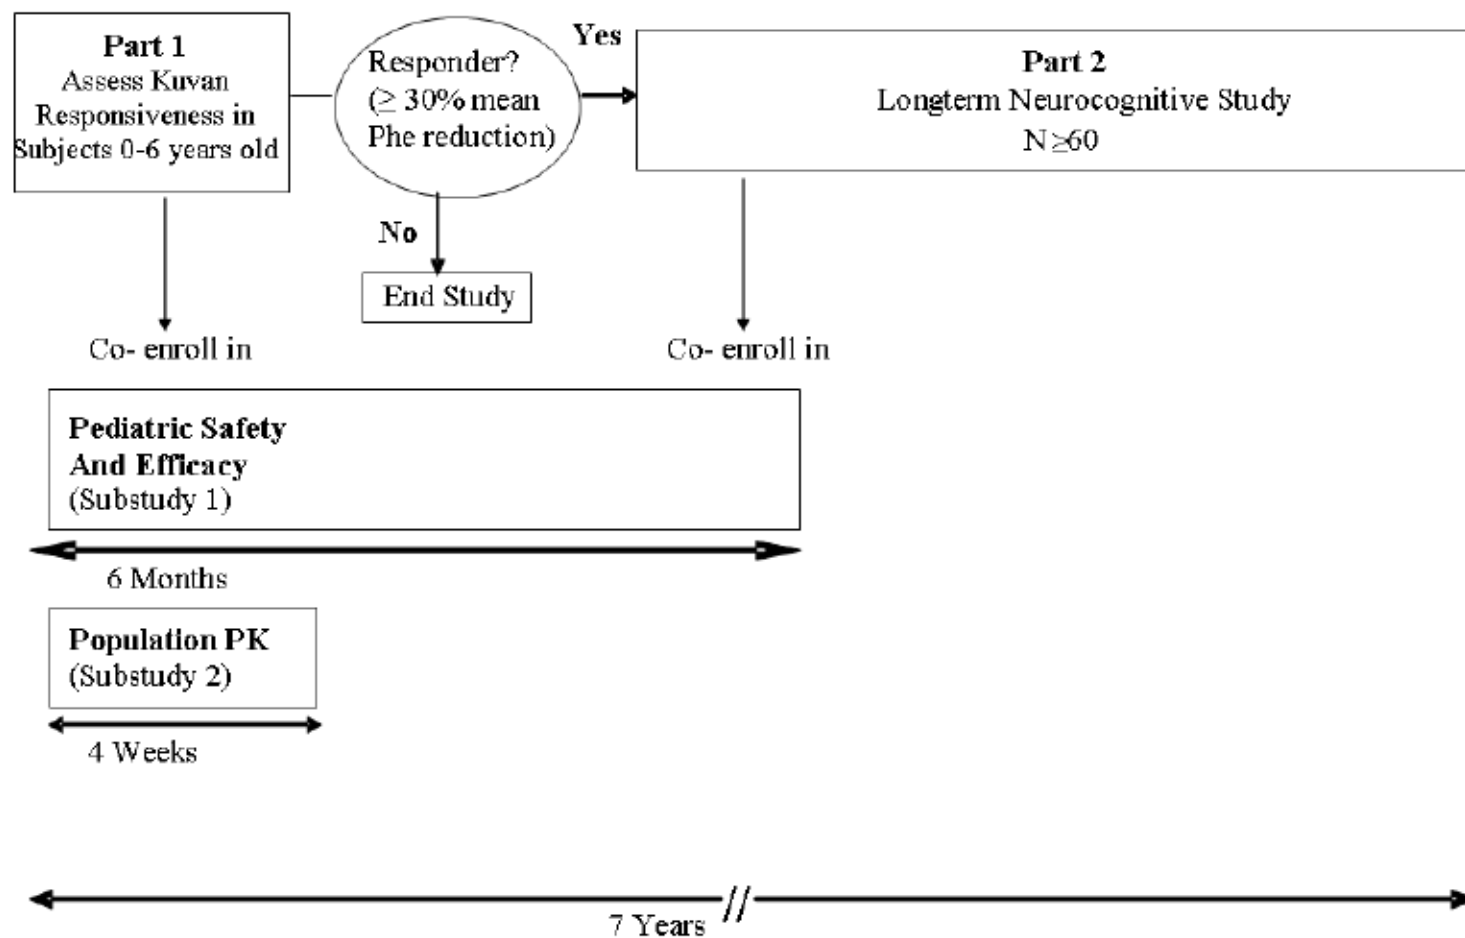 Part 1
Assess Kuvan
Responsiveness in
Subjects 0-6 years old
Responder?
(≥ 30% mean
Phe reduction)
Yes
Part 2
Longterm Neurocognitive Study
N≥60
No
End Study
Co- enroll in
Co- enroll in
Pediatric Safety
And Efficacy
(Substudy 1)
6 Months
Population PK
(Substudy 2)
4 Weeks
7 Years